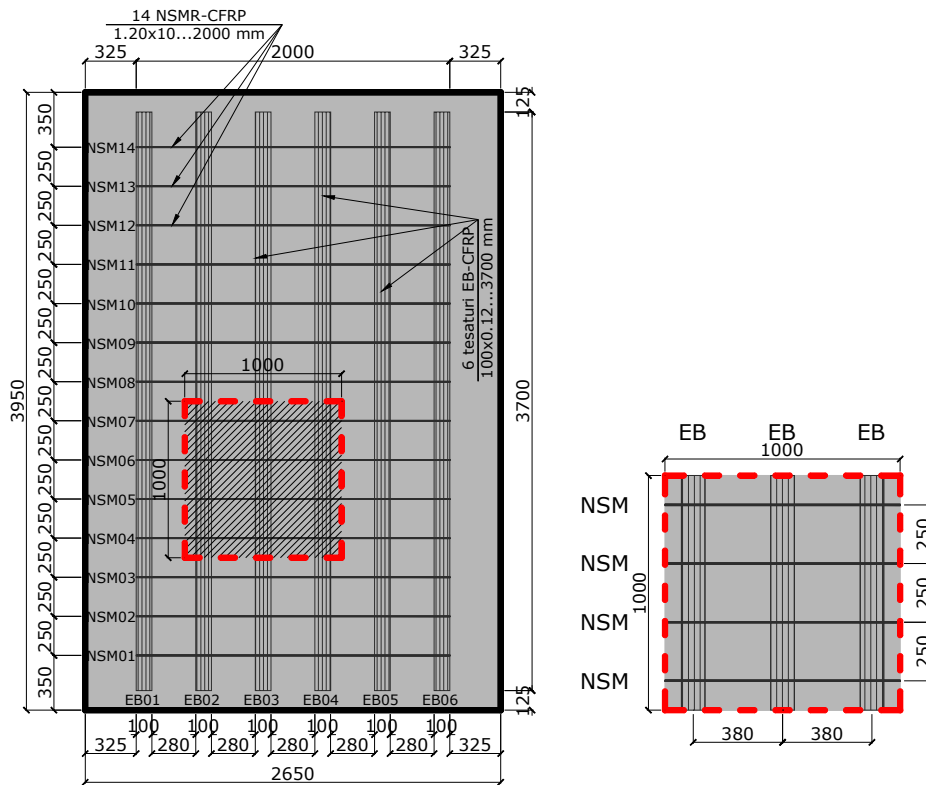 14 NSMR-CFRP
1.20x10...2000 mm
325
2000
325
125
350
250
250
250
250
250
250
250
250
250
250
250
250
250
350
3950
NSM14
NSM13
NSM12
NSM11
NSM10
NSM09
NSM08
NSM07
NSM06
NSM05
NSM04
NSM03
NSM02
NSM01
6 tesaturi EB-CFRP
100x0.12...3700 mm
1000
1000
3700
125
EB01
EB02
EB03
EB04
EB05
EB06
100
100
100
100
100
100
325
280
280
280
280
280
325
2650
EB
EB
EB
1000
NSM
NSM
NSM
NSM
1000
250
250
250
380
380